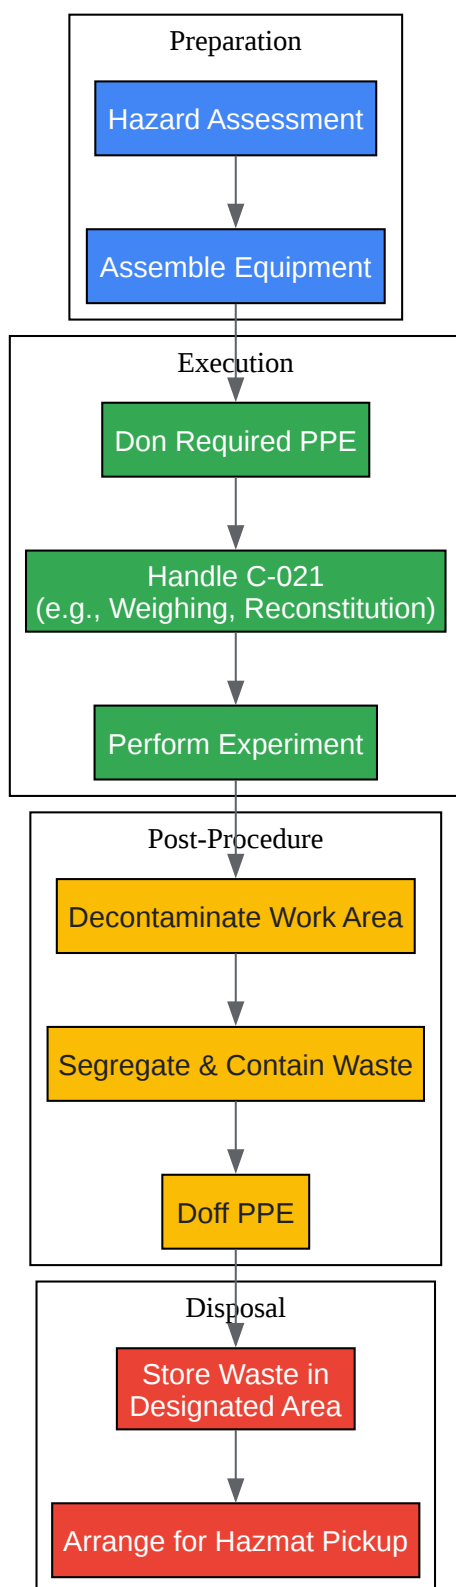 Preparation
Hazard Assessment
Assemble Equipment
Execution
Don Required PPE
Handle C-021
(e.g., Weighing, Reconstitution)
Perform Experiment
Post-Procedure
Decontaminate Work Area
Segregate & Contain Waste
Doff PPE
Disposal
Store Waste in
Designated Area
Arrange for Hazmat Pickup